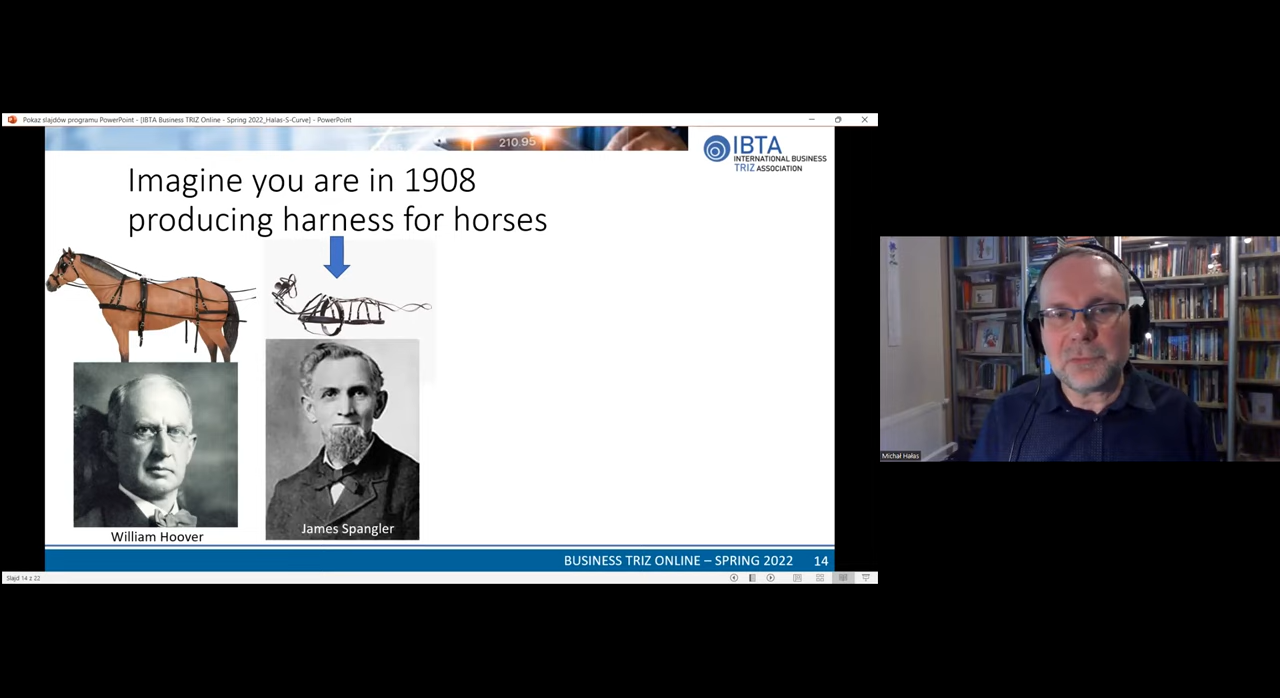 Pokaz slajdów programu PowerPoint - [IBTA Business TRIZ Online - Spring 2022_Halas-S-Curve] - PowerPoint
210.95
IBTA
INTERNATIONAL BUSINESS
TRIZ ASSOCIATION
Imagine you are in 1908
producing harness for horses
William Hoover
James Spangler
BUSINESS TRIZ ONLINE – SPRING 2022 14
Slajd 14 z 22
Michał Hałas